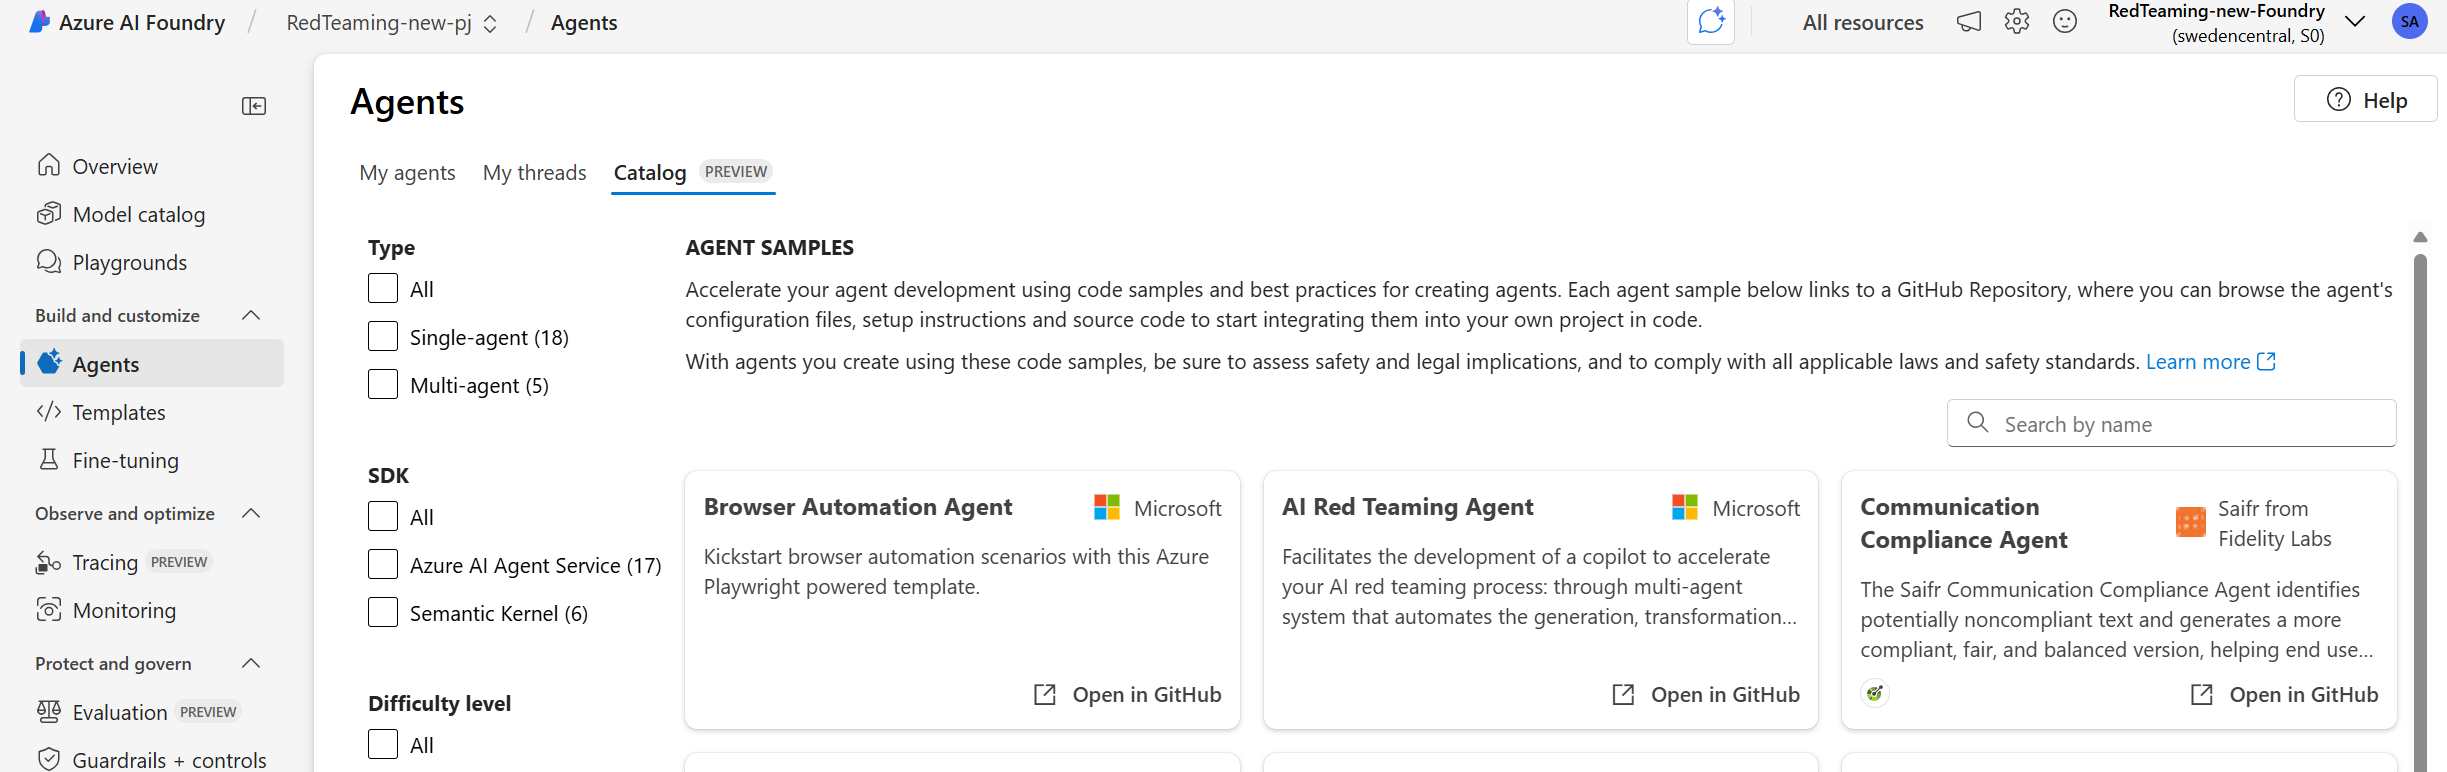 Azure AI Foundry / RedTeaming-new-pj / Agents
All resources
RedTeaming-new-Foundry
(swedencentral, S0)
SA
Overview
Model catalog
Playgrounds
Build and customize
Agents
Templates
Fine-tuning
Observe and optimize
Tracing PREVIEW
Monitoring
Protect and govern
Evaluation PREVIEW
Guardrails + controls
Agents
Help
My agents
My threads
Catalog PREVIEW
Type
All
Single-agent (18)
Multi-agent (5)
SDK
All
Azure AI Agent Service (17)
Semantic Kernel (6)
Difficulty level
All
AGENT SAMPLES
Accelerate your agent development using code samples and best practices for creating agents. Each agent sample below links to a GitHub Repository, where you can browse the agent's
configuration files, setup instructions and source code to start integrating them into your own project in code.
With agents you create using these code samples, be sure to assess safety and legal implications, and to comply with all applicable laws and safety standards. Learn more
Search by name
Browser Automation Agent
Microsoft
Kickstart browser automation scenarios with this Azure
Playwright powered template.
Open in GitHub
AI Red Teaming Agent
Microsoft
Facilitates the development of a copilot to accelerate
your AI red teaming process: through multi-agent
system that automates the generation, transformation...
Open in GitHub
Communication
Compliance Agent
Saifr from
Fidelity Labs
The Saifr Communication Compliance Agent identifies
potentially noncompliant text and generates a more
compliant, fair, and balanced version, helping end use...
Open in GitHub